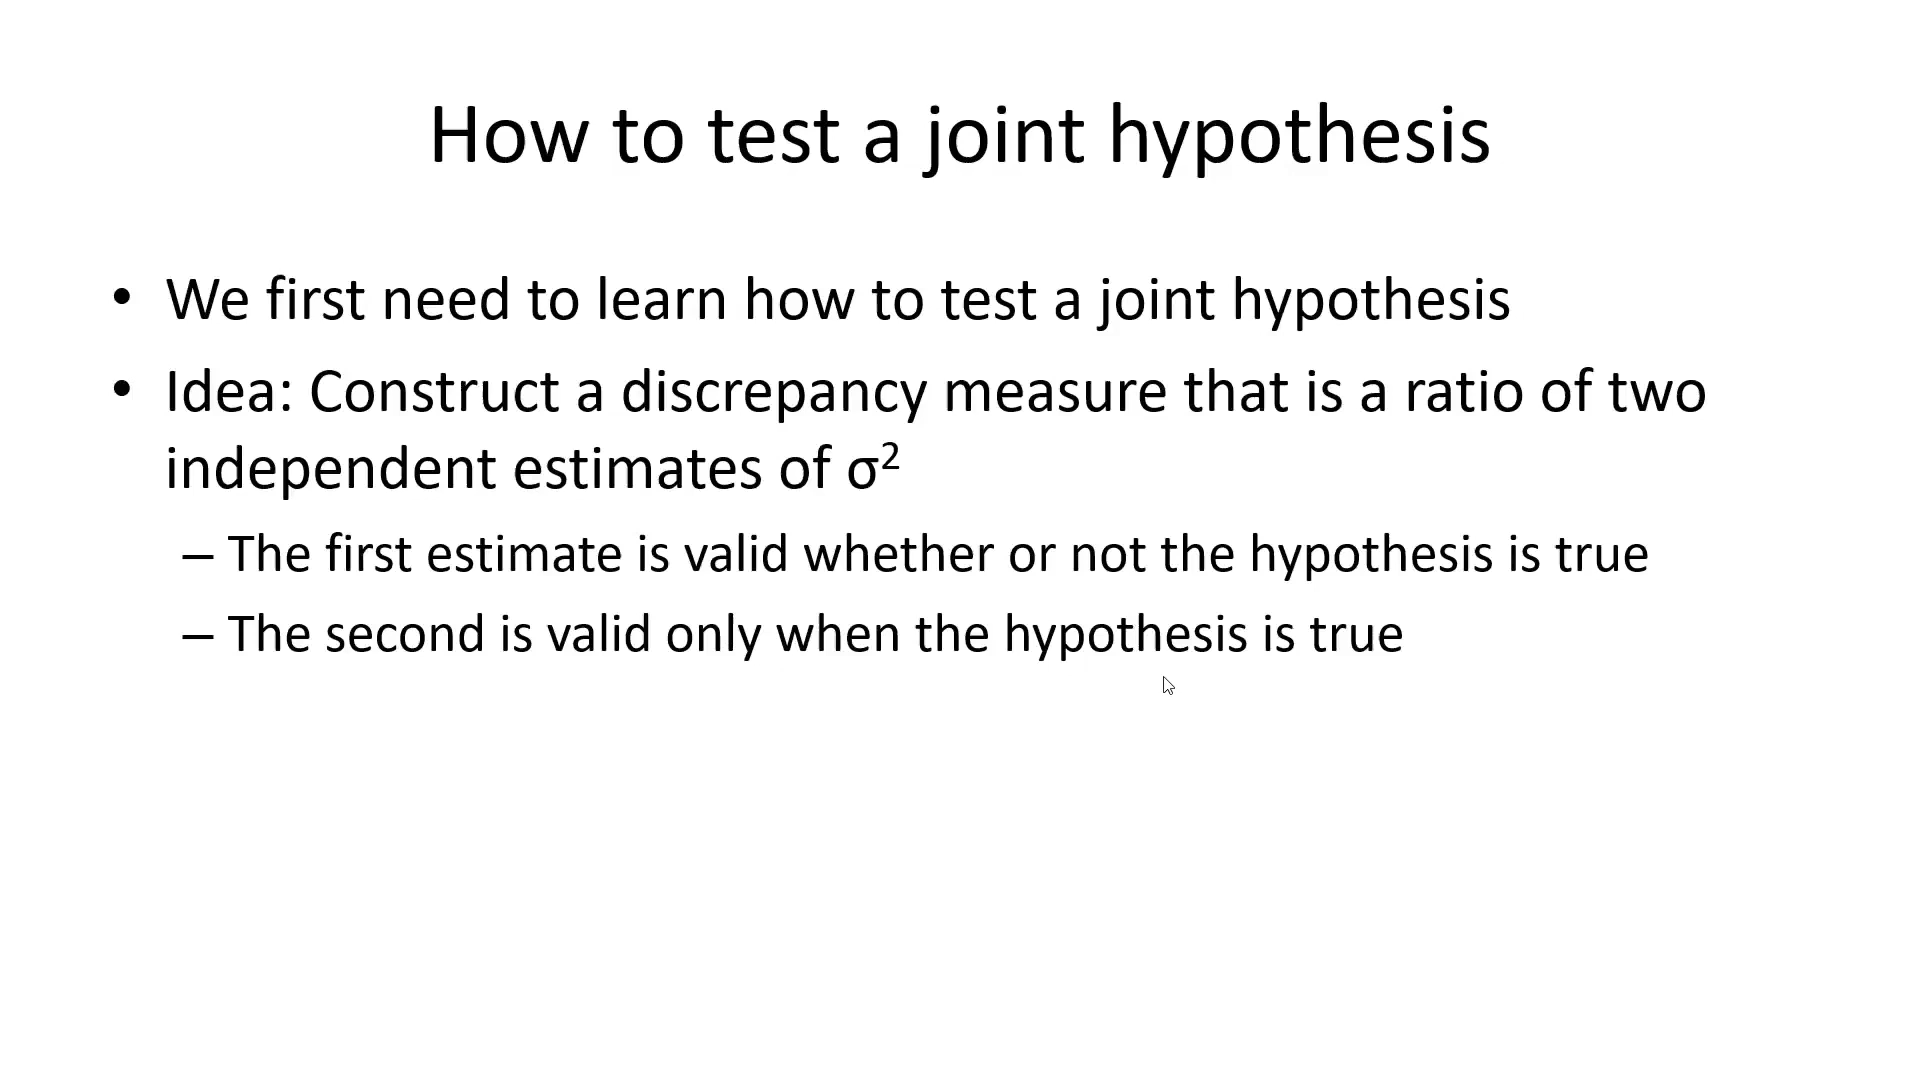 How to test a joint hypothesis
• We first need to learn how to test a joint hypothesis
• Idea: Construct a discrepancy measure that is a ratio of two
independent estimates of σ²
– The first estimate is valid whether or not the hypothesis is true
– The second is valid only when the hypothesis is true